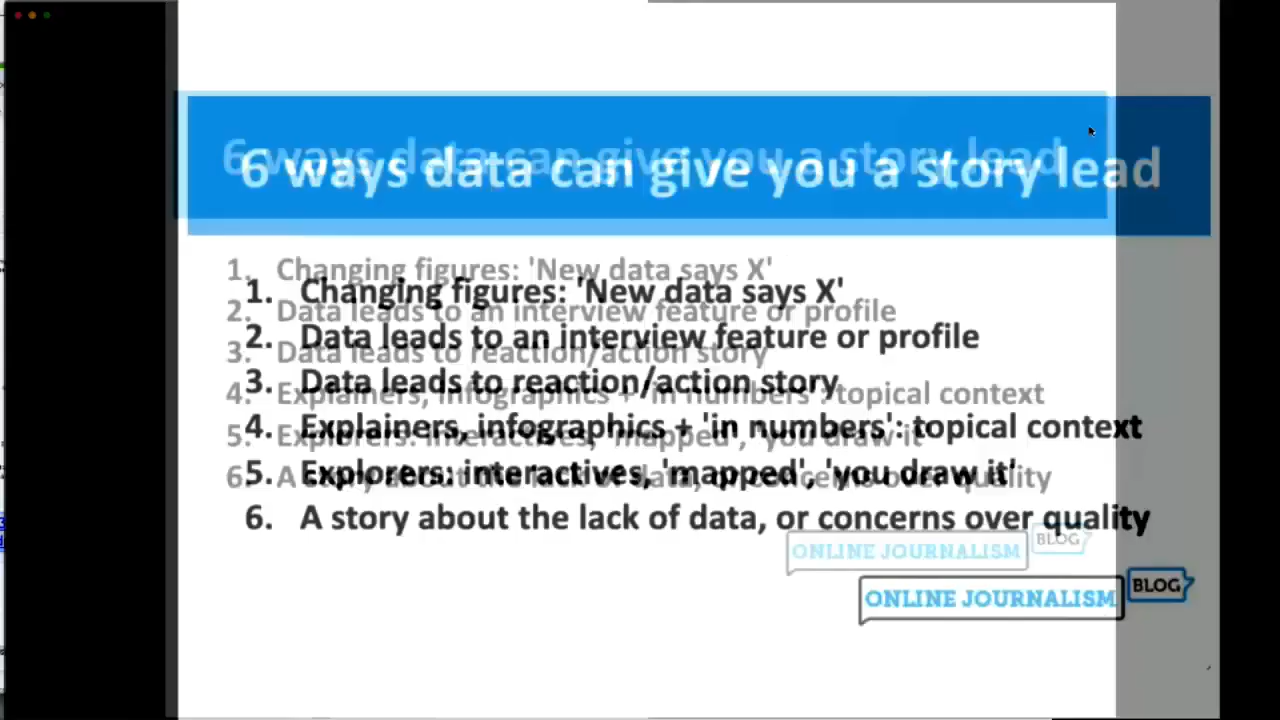 6 ways data can give you a story lead
1. Changing figures: 'New data says X'
2. Data leads to an interview feature or profile
3. Data leads to reaction/action story
4. Explainers, infographics + 'in numbers': topical context
5. Explorers: interactives, 'mapped', 'you draw it'
6. A story about the lack of data, or concerns over quality
ONLINE JOURNALISM BLOG